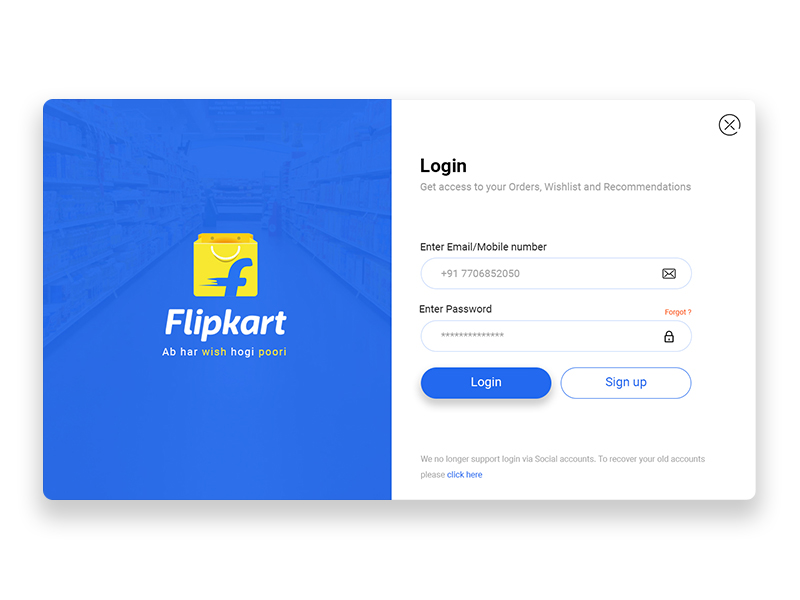 Flipkart
Ab har wish hogi poori
Login
Get access to your Orders, Wishlist and Recommendations
Enter Email/Mobile number
+91 7706852050
Enter Password
Forgot ?
**************
Login
Sign up
We no longer support login via Social accounts. To recover your old accounts
please click here